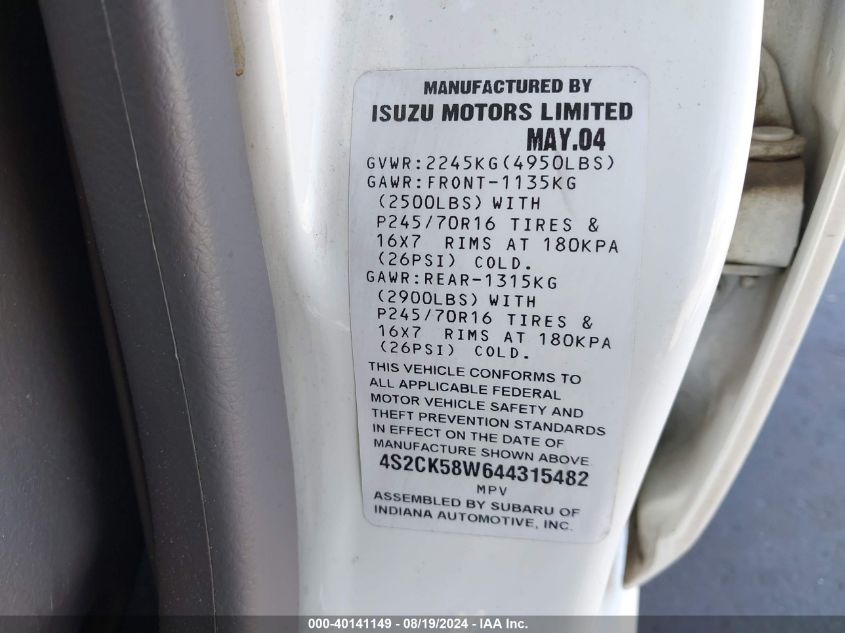 MANUFACTURED BY
ISUZU MOTORS LIMITED
MAY.04
GVWR:2245KG(4950LBS)
GAWR:FRONT-1135KG
(2500LBS) WITH
P245/70R16 TIRES &
16X7 RIMS AT 180KPA
(26PSI) COLD.
GAWR:REAR-1315KG
(2900LBS) WITH
P245/70R16 TIRES &
16X7 RIMS AT 180KPA
(26PSI) COLD.
THIS VEHICLE CONFORMS TO
ALL APPLICABLE FEDERAL
MOTOR VEHICLE SAFETY AND
THEFT PREVENTION STANDARDS
IN EFFECT ON THE DATE OF
MANUFACTURE SHOWN ABOVE
4S2CK58W644315482
MPV
ASSEMBLED BY SUBARU OF
INDIANA AUTOMOTIVE, INC.
000-40141149 - 08/19/2024 - IAA Inc.